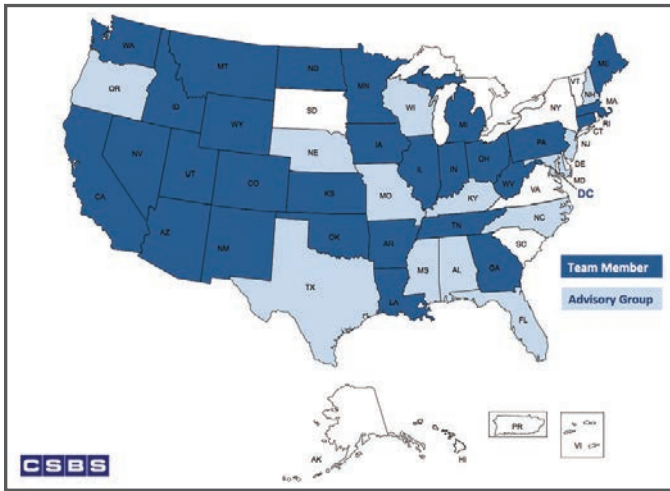 WA
MT
ND
MN
ME
VT
NH
OR
ID
SD
WI
NY
MA
WY
MI
RI
CT
IA
PA
NJ
NV
NE
OH
DE
UT
IL
IN
MD
CO
WV
VA
DC
CA
KS
MO
KY
NC
TN
AZ
OK
AR
SC
NM
MS
AL
GA
Team Member
TX
LA
Advisory Group
FL
PR
VI
AK
HI
CSBS